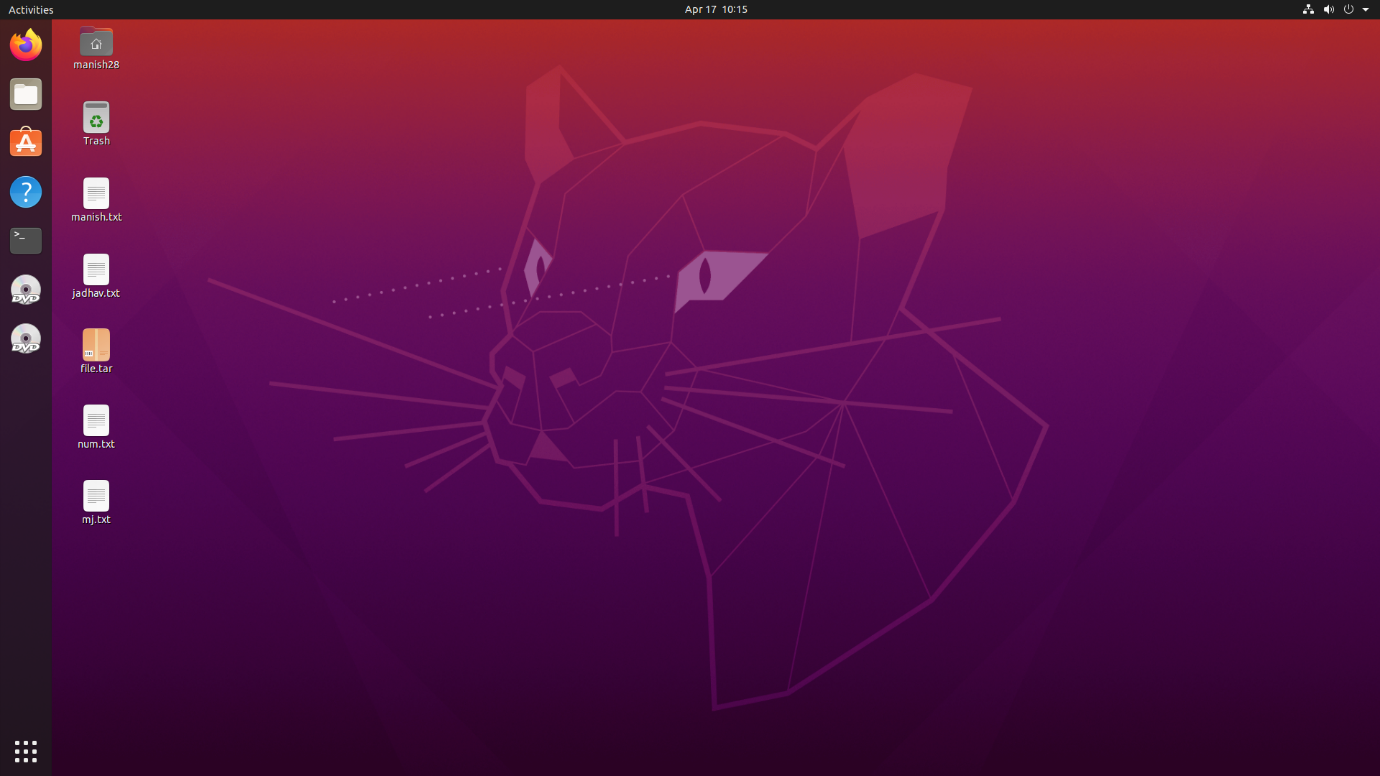 Activities
Apr 17 10:15
manish28
Trash
manish.txt
jadhav.txt
file.tar
num.txt
mj.txt
?
>_
DVD
DVD